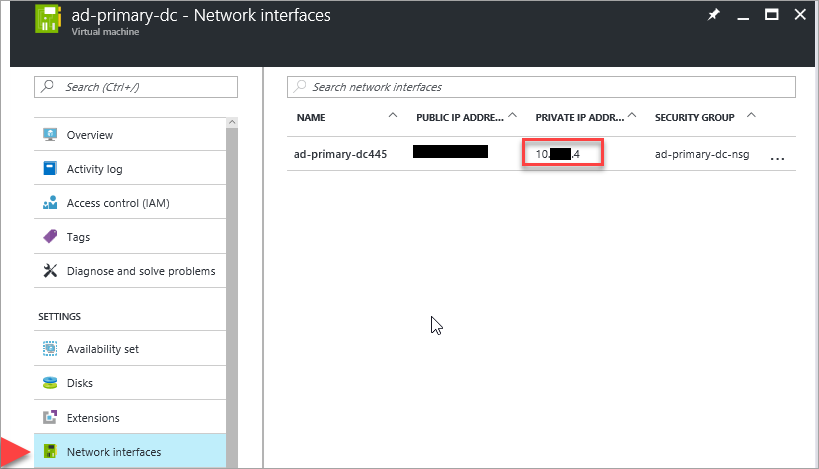 ad-primary-dc - Network interfaces
Virtual machine
Search (Ctrl+/)
Overview
Activity log
Access control (IAM)
Tags
Diagnose and solve problems
SETTINGS
Availability set
Disks
Extensions
Network interfaces
Search network interfaces
NAME PUBLIC IP ADDRE... PRIVATE IP ADDR... SECURITY GROUP
ad-primary-dc445 10. .4 ad-primary-dc-nsg ...